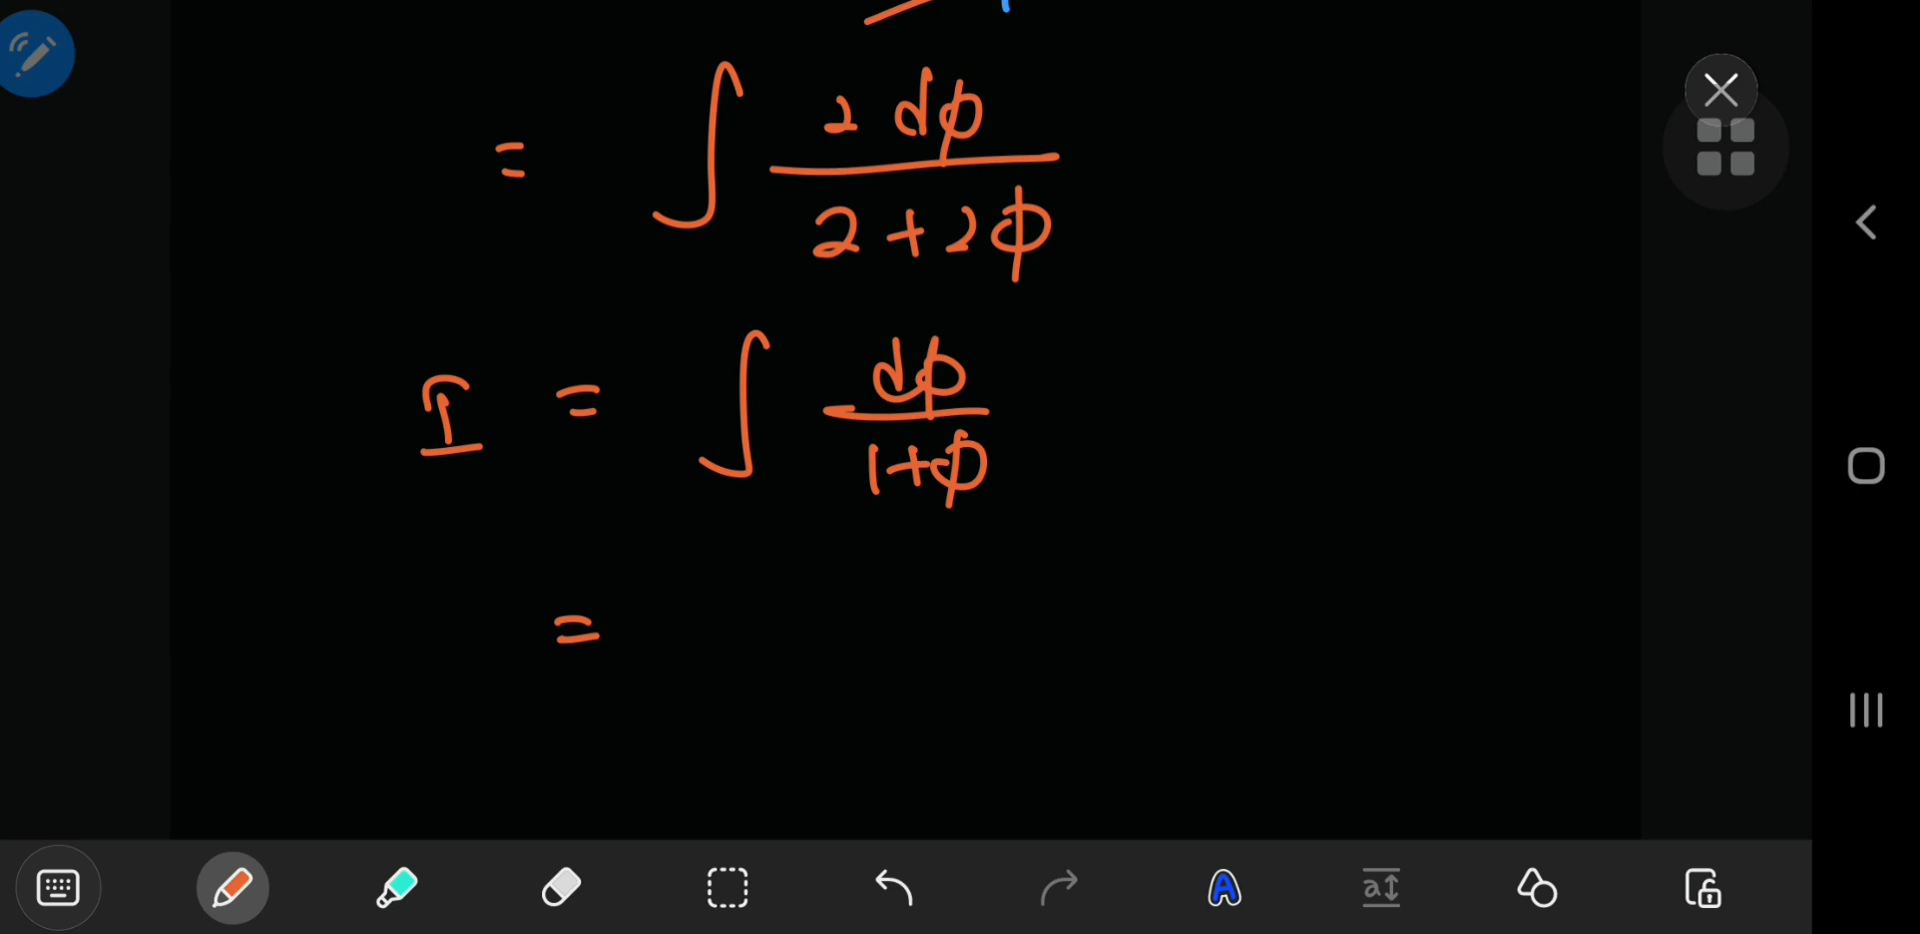 = ∫ 2 dφ / 2 + 2φ
I = ∫ dφ / 1+φ
=
A a